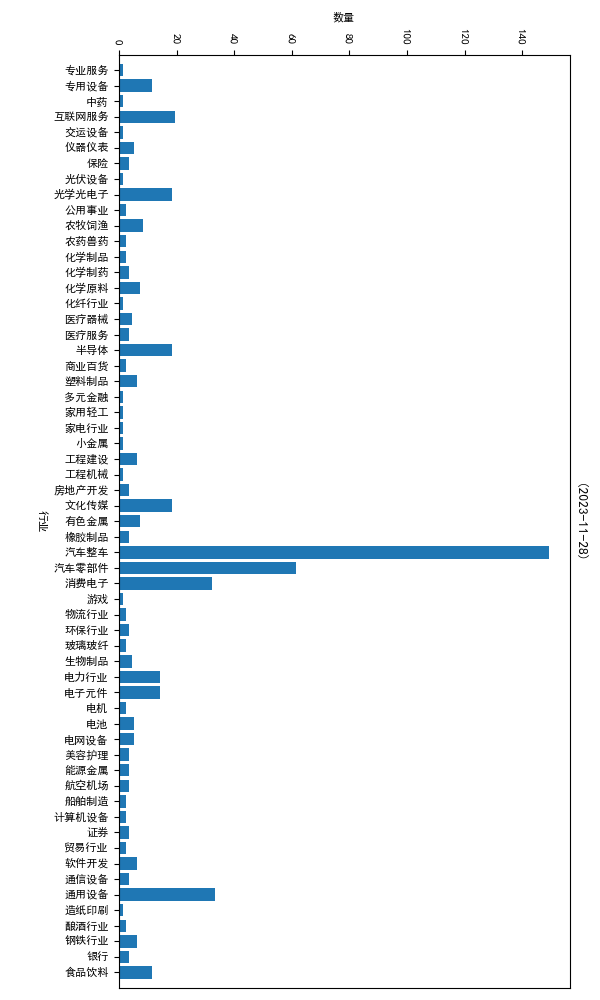 数量
0 20 40 60 80 100 120 140
专业服务
专用设备
中药
互联网服务
交运设备
仪器仪表
保险
光伏设备
光学光电子
公用事业
农牧饲渔
农药兽药
化学制品
化学制药
化学原料
化纤行业
医疗器械
医疗服务
半导体
商业百货
塑料制品
多元金融
家用轻工
家电行业
小金属
工程建设
工程机械
房地产开发
文化传媒
有色金属
橡胶制品
汽车整车
汽车零部件
消费电子
游戏
物流行业
环保行业
玻璃玻纤
生物制品
电力行业
电子元件
电机
电池
电网设备
美容护理
能源金属
航空机场
船舶制造
计算机设备
证券
贸易行业
软件开发
通信设备
通用设备
造纸印刷
酿酒行业
钢铁行业
银行
食品饮料
行业
(2023-11-28)